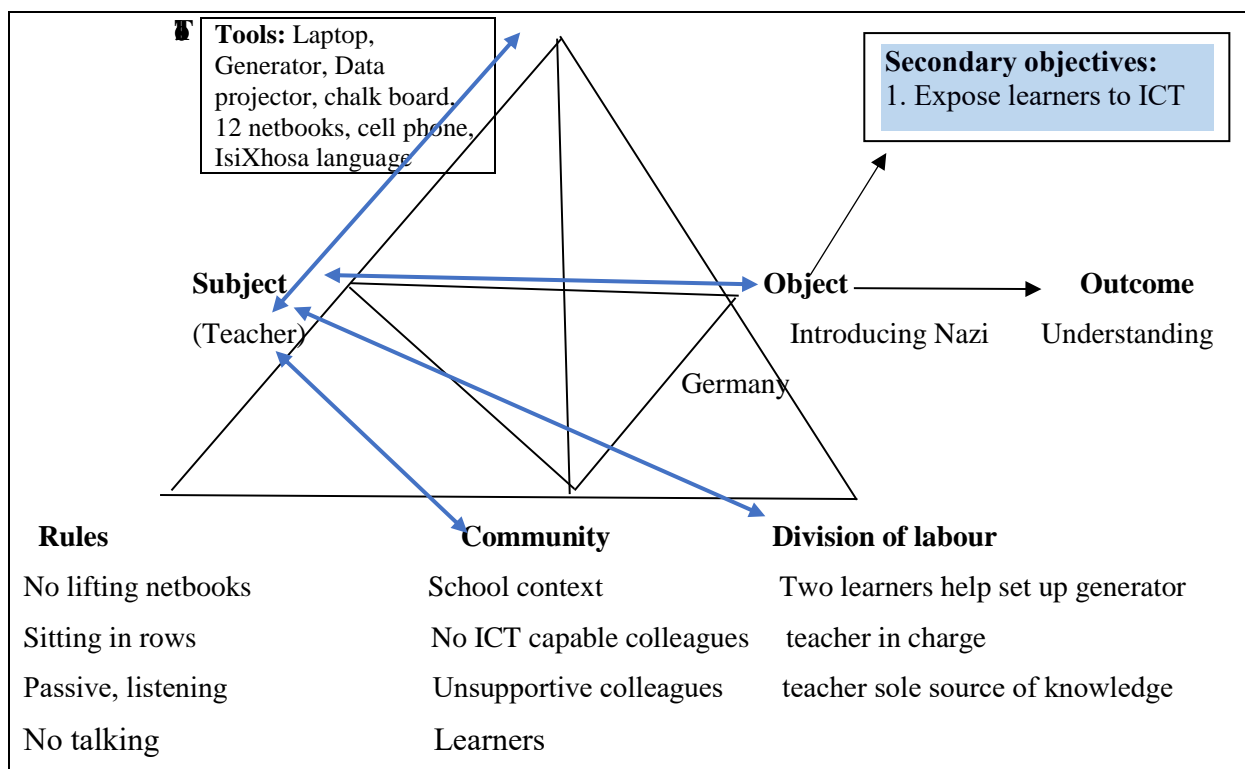 Tools: Laptop,
Generator, Data
projector, chalk board,
12 netbooks, cell phone,
IsiXhosa language
Secondary objectives:
1. Expose learners to ICT
Subject
Object
Outcome
(Teacher)
Introducing Nazi
Understanding
Germany
Rules
Community
Division of labour
No lifting netbooks
School context
Two learners help set up generator
Sitting in rows
No ICT capable colleagues
teacher in charge
Passive, listening
Unsupportive colleagues
teacher sole source of knowledge
No talking
Learners